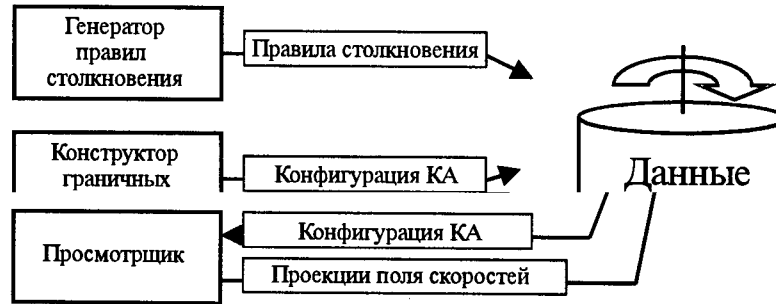 Генератор
правил
столкновения
Правила столкновения
Конструктор
граничных
Конфигурация КА
Данные
Просмотрщик
Конфигурация КА
Проекции поля скоростей